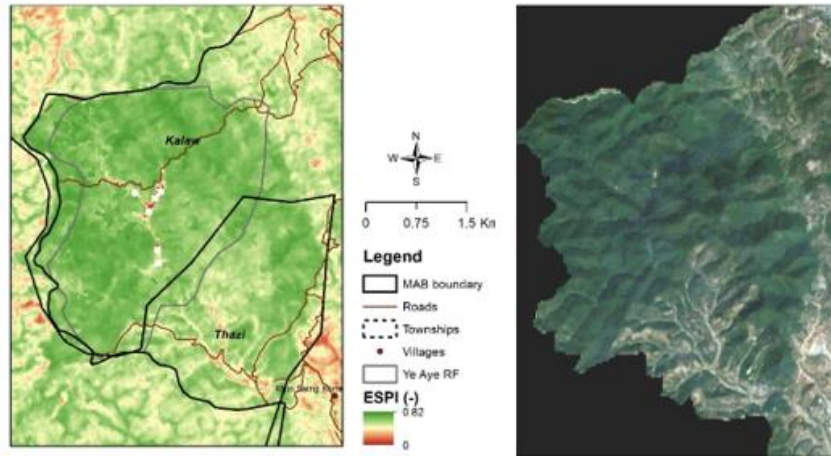 Kalaw
Thazi
N
W E
S
0 0.75 1.5 Km
Legend
MAB boundary
Roads
Townships
Villages
Ye Aye RF
ESPI (-)
0.82
0